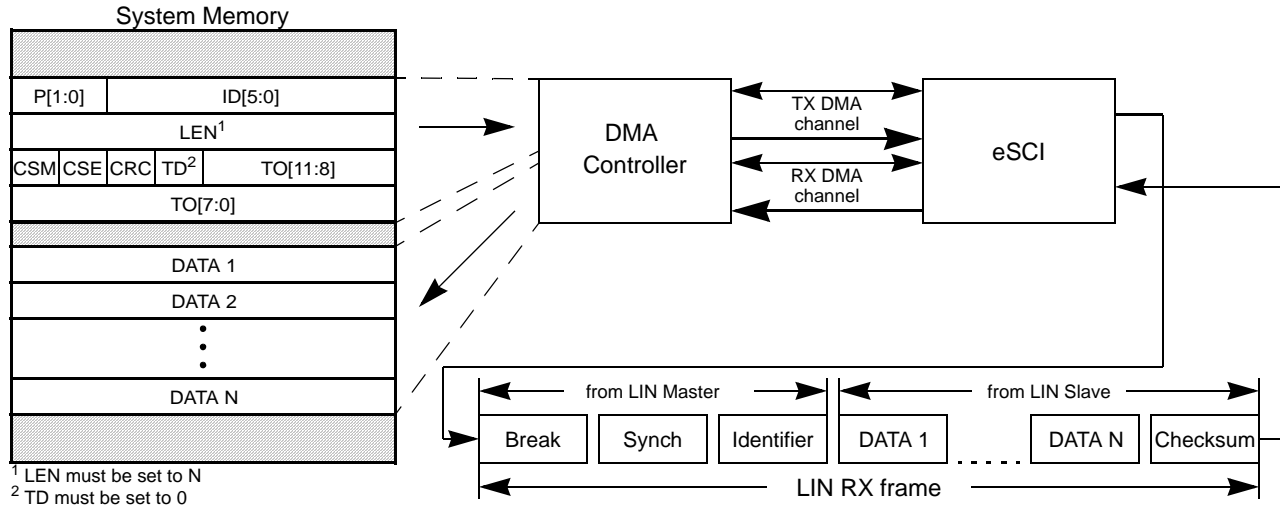 System Memory
P[1:0] ID[5:0]
LEN1
CSM CSE CRC TD2 TO[11:8]
TO[7:0]
DATA 1
DATA 2
DATA N
1 LEN must be set to N
2 TD must be set to 0
DMA
Controller
TX DMA
channel
RX DMA
channel
eSCI
from LIN Master
from LIN Slave
Break Synch Identifier DATA 1 DATA N Checksum
LIN RX frame